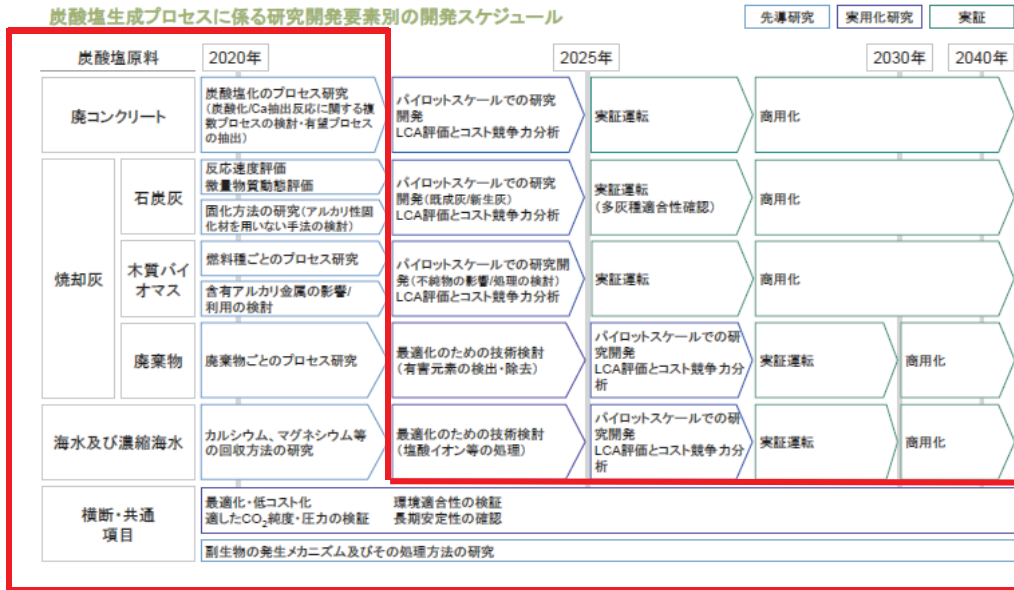 炭酸塩生成プロセスに係る研究開発要素別の開発スケジュール
先導研究
実用化研究
実証
炭酸塩原料
2020年
2025年
2030年
2040年
廃コンクリート
炭酸塩化のプロセス研究
(炭酸化/Ca抽出反応に関する複
数プロセスの検討・有望プロセス
の抽出)
パイロットスケールでの研究
開発
LCA評価とコスト競争力分析
実証運転
商用化
焼却灰
石炭灰
反応速度評価
微量物質動態評価
固化方法の研究(アルカリ性固
化材を用いない手法の検討)
パイロットスケールでの研究
開発(既成灰/新生灰)
LCA評価とコスト競争力分析
実証運転
(多灰種適合性確認)
商用化
木質バイ
オマス
燃料種ごとのプロセス研究
含有アルカリ金属の影響/
利用の検討
パイロットスケールでの研究開
発(不純物の影響/処理の検討)
LCA評価とコスト競争力分析
実証運転
商用化
廃棄物
廃棄物ごとのプロセス研究
最適化のための技術検討
(有害元素の検出・除去)
パイロットスケールでの研
究開発
LCA評価とコスト競争力分
析
実証運転
商用化
海水及び濃縮海水
カルシウム、マグネシウム等
の回収方法の研究
最適化のための技術検討
(塩酸イオン等の処理)
パイロットスケールでの研
究開発
LCA評価とコスト競争力分
析
実証運転
商用化
横断・共通
項目
最適化・低コスト化
適したCO₂純度・圧力の検証
環境適合性の検証
長期安定性の確認
副生物の発生メカニズム及びその処理方法の研究